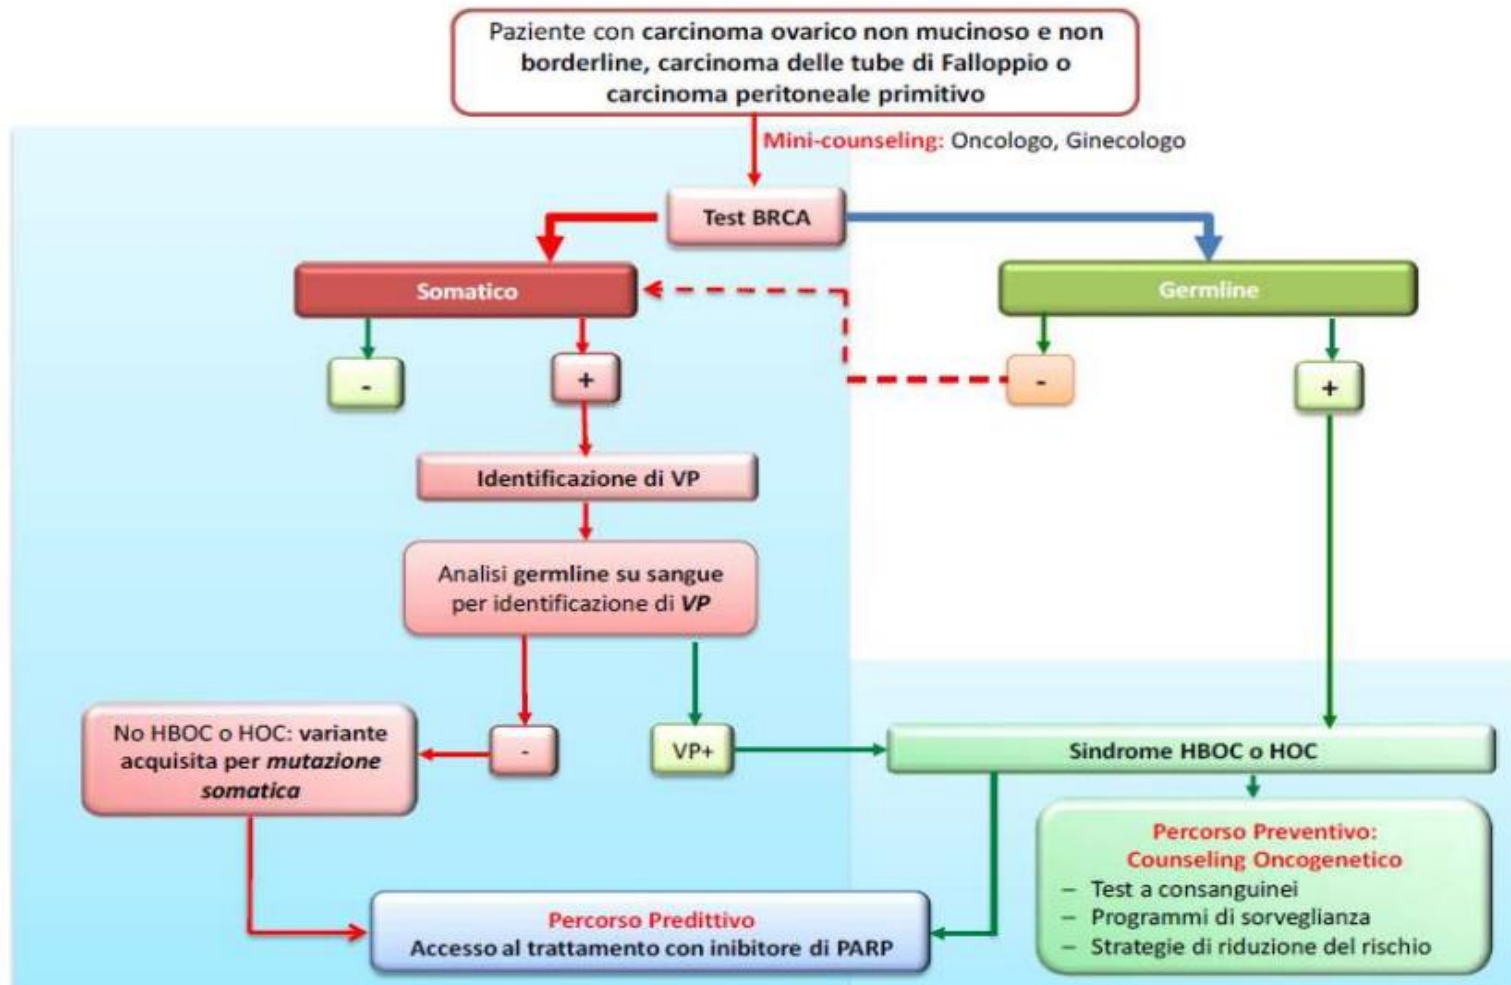 Paziente con carcinoma ovarico non mucinoso e non
borderline, carcinoma delle tube di Falloppio o
carcinoma peritoneale primitivo
Mini-counseling: Oncologo, Ginecologo
Test BRCA
Somatico
Germline
-
+
-
+
Identificazione di VP
Analisi germline su sangue
per identificazione di VP
No HBOC o HOC: variante
acquisita per mutazione
somatica
-
VP+
Sindrome HBOC o HOC
Percorso Preventivo:
Counseling Oncogenetico
– Test a consanguinei
– Programmi di sorveglianza
– Strategie di riduzione del rischio
Percorso Predittivo
Accesso al trattamento con inibitore di PARP